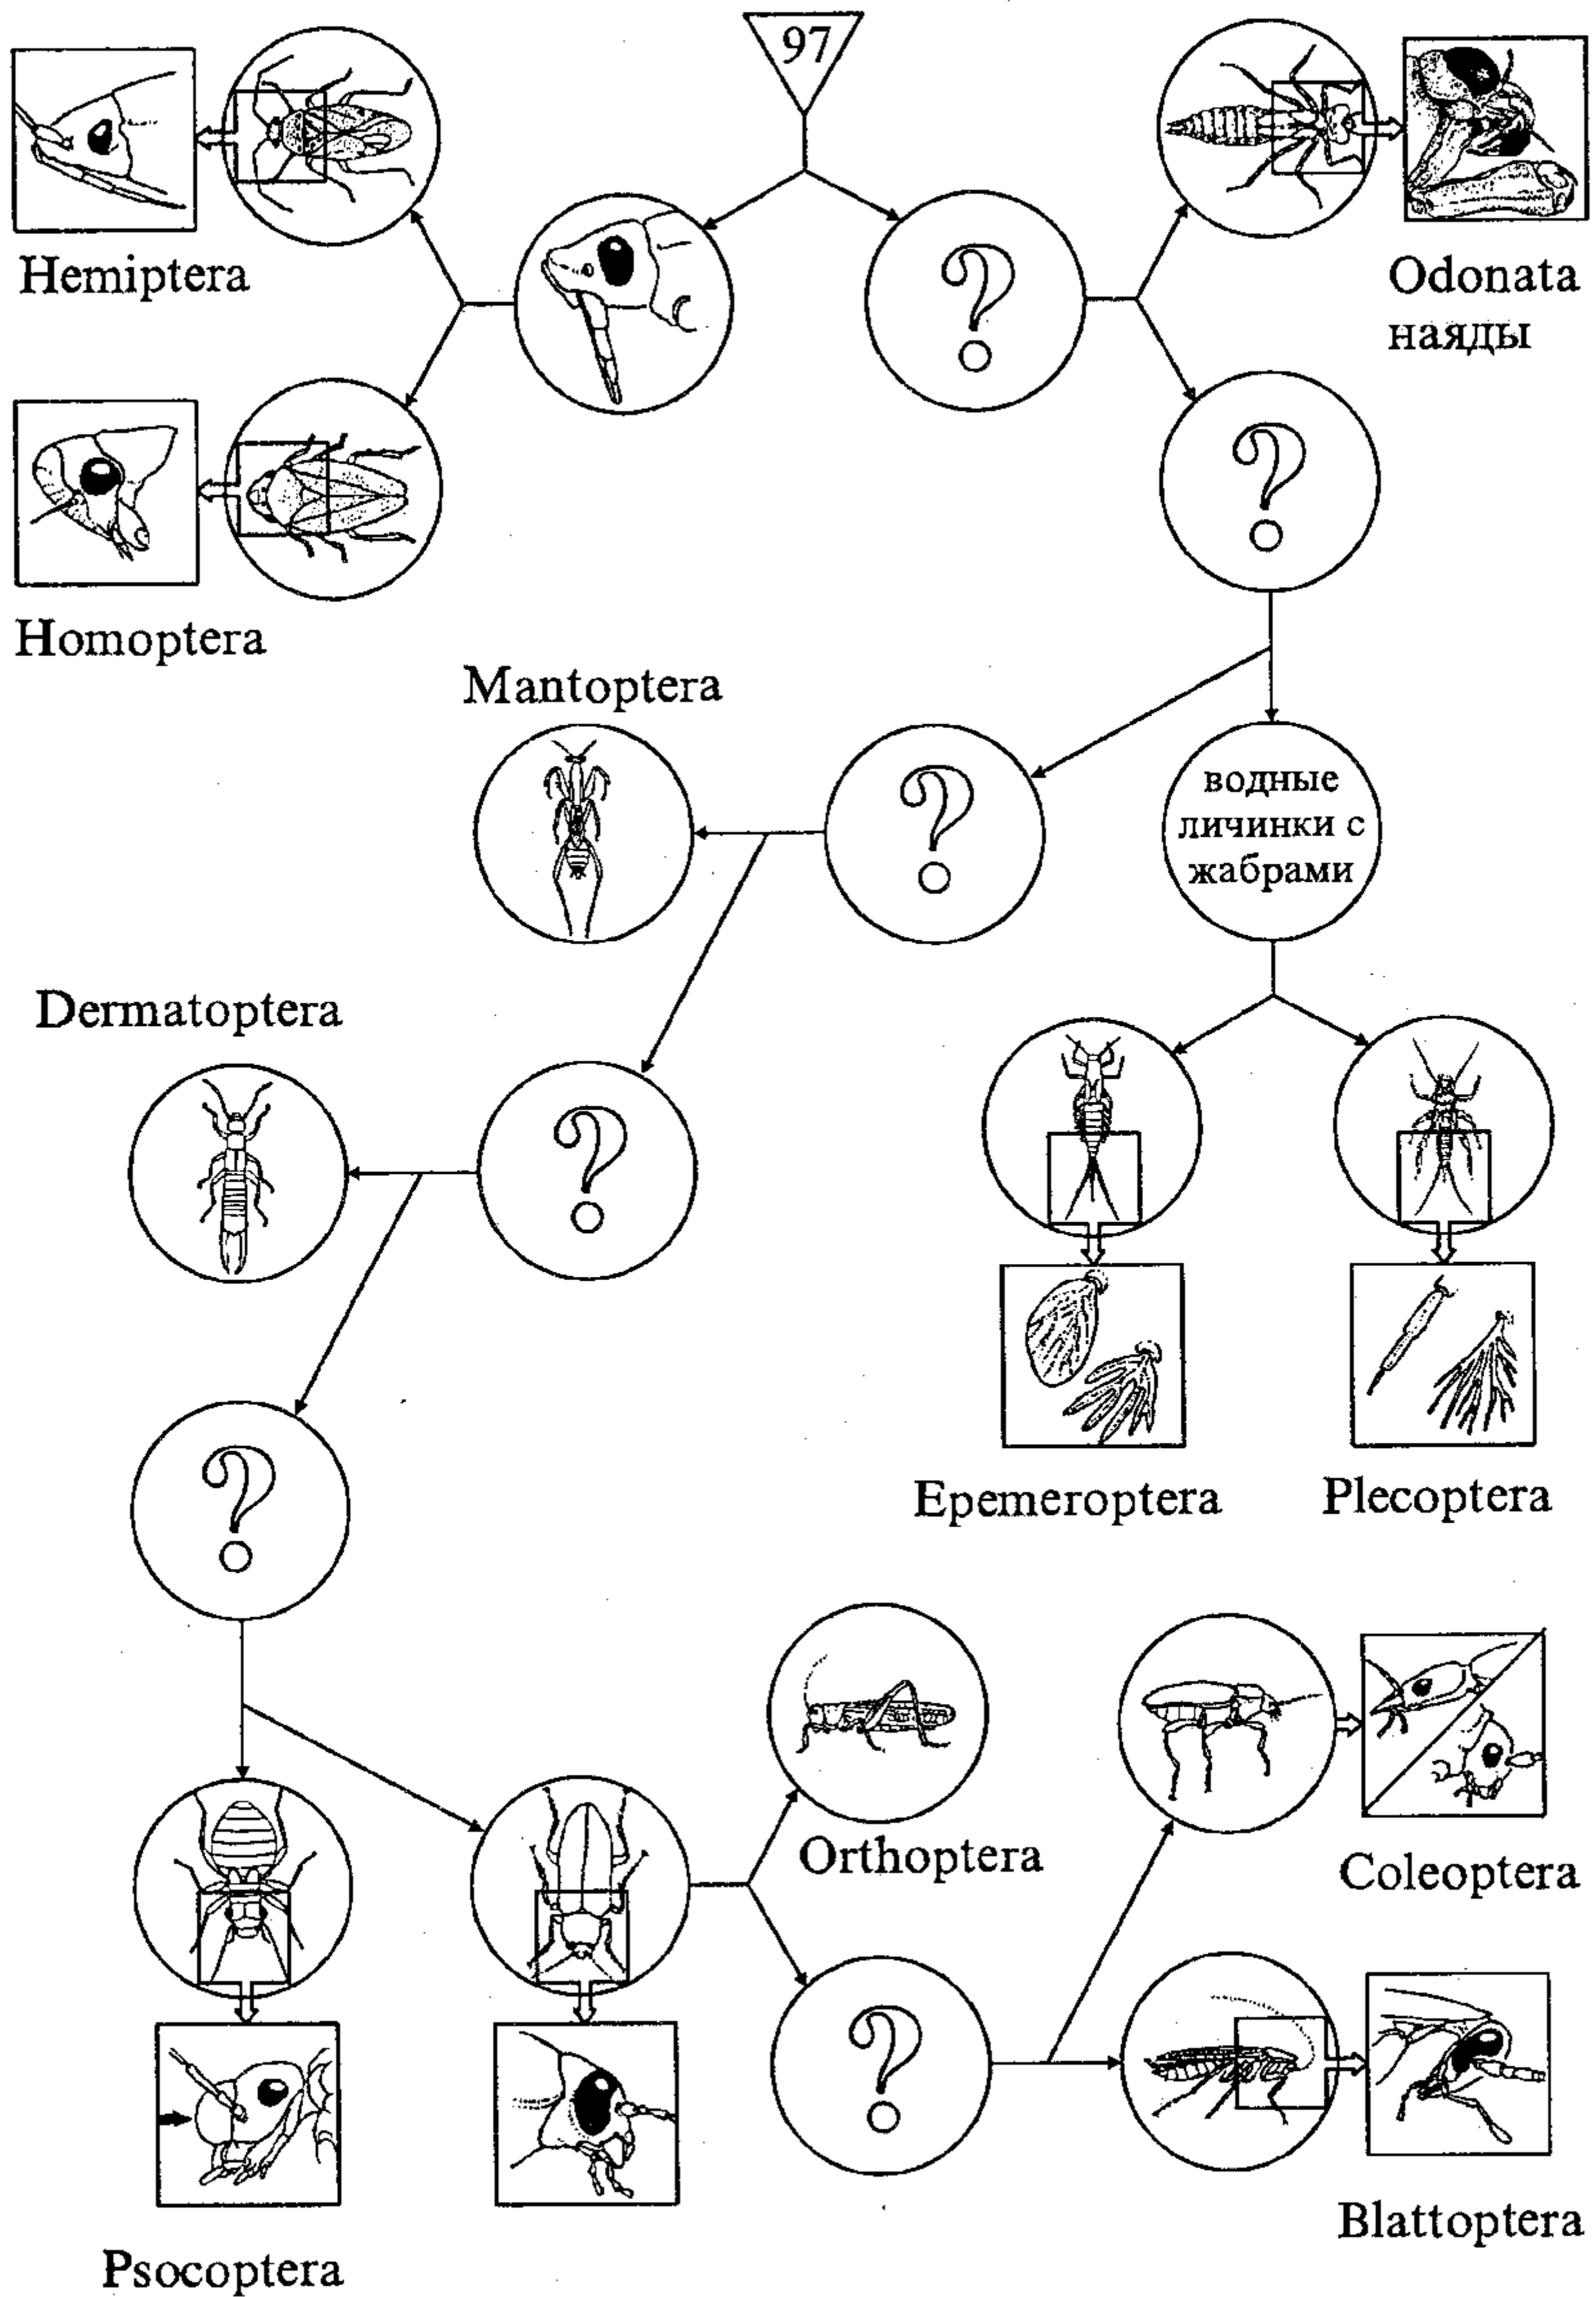 97
Hemiptera
Odonata
наяды
?
?
Homoptera
Mantoptera
?
водные
личинки с
жабрами
Dermatoptera
?
?
Epemeroptera
Plecoptera
Orthoptera
Coleoptera
?
Blattoptera
Psocoptera